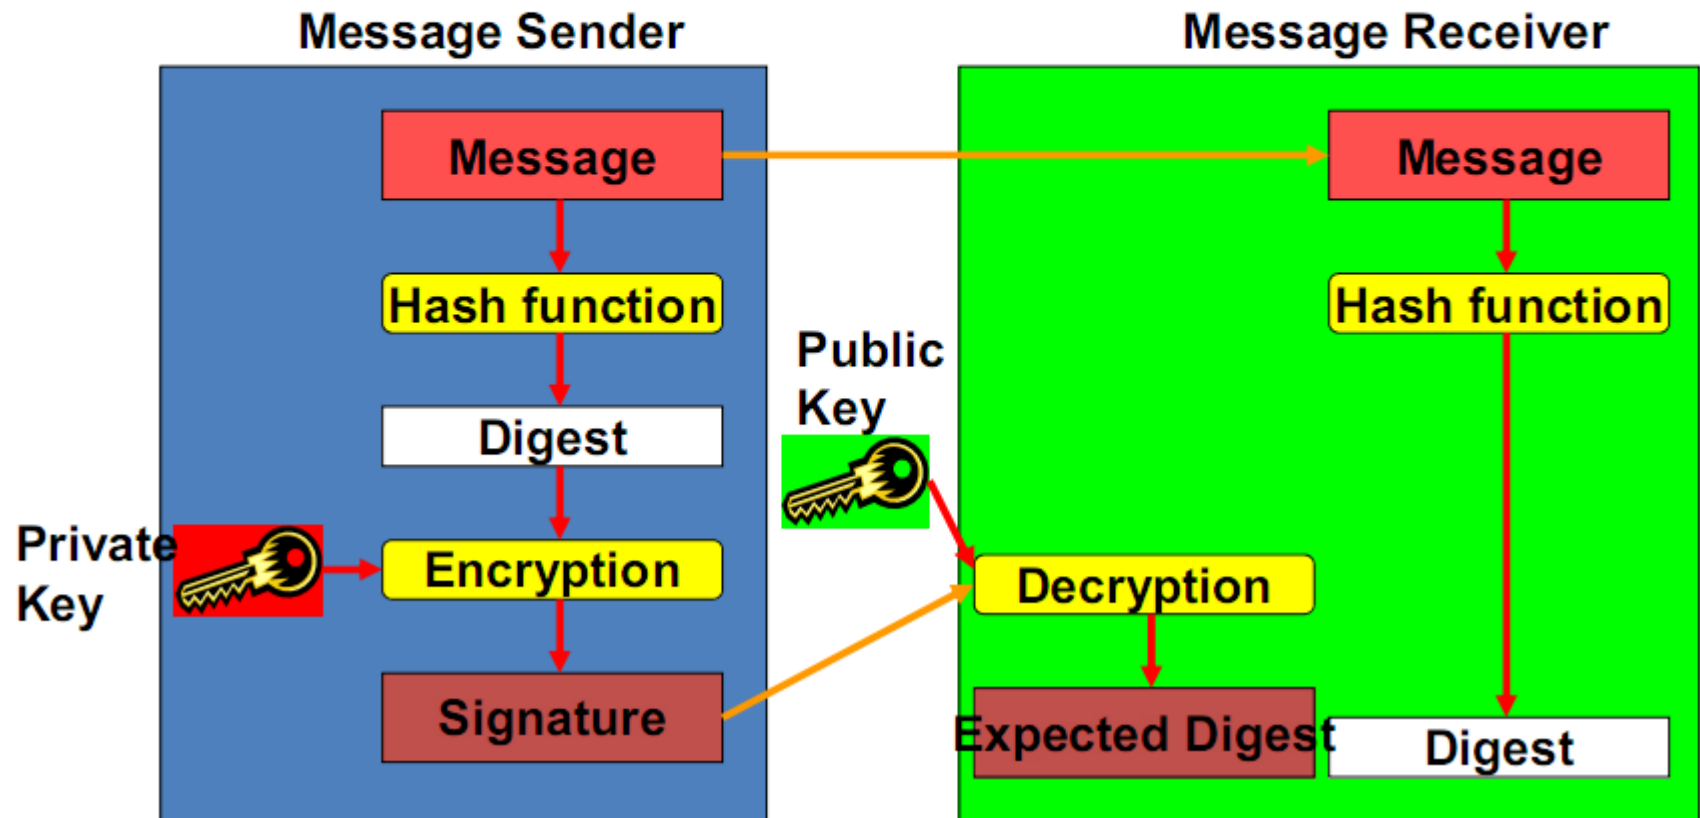 Message Sender
Message Receiver
Message
Message
Hash function
Hash function
Public
Key
Digest
Private
Key
Encryption
Decryption
Signature
Expected Digest
Digest